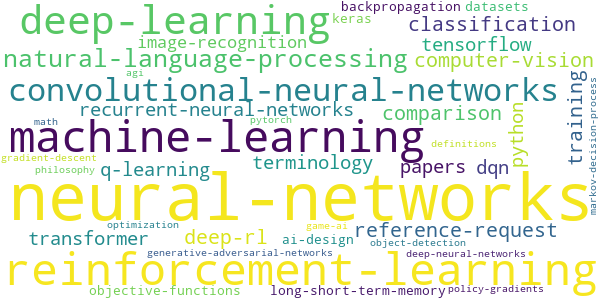 deep-learning
backpropagation
datasets
keras
classification
image-recognition
tensorflow
natural-language-processing
computer-vision
agi
convolutional-neural-networks
recurrent-neural-networks
comparison
python
training
markov-decision-process
math
pytorch
machine-learning
definitions
gradient-descent
philosophy
q-learning
terminology
papers
dqn
neural-networks
optimization
game-ai
reference-request
transformer
deep-rl
ai-design
object-detection
generative-adversarial-networks
deep-neural-networks
reinforcement-learning
objective-functions
long-short-term-memory
policy-gradients